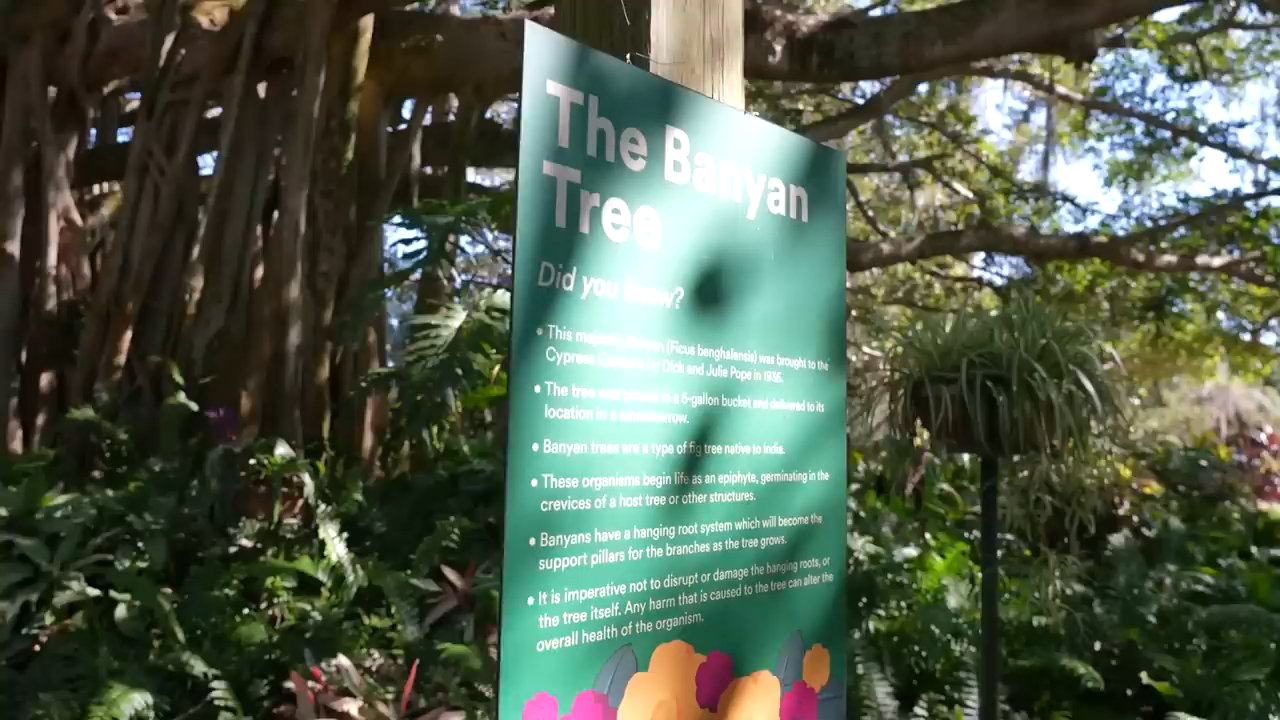 The Banyan
Tree
Did you know?
• This majestic Banyan (Ficus benghalensis) was brought to the
Cypress Gardens by Dick and Julie Pope in 1936.
• The tree was planted in a 5-gallon bucket and delivered to its
location in a wheelbarrow.
• Banyan trees are a type of fig tree native to India.
• These organisms begin life as an epiphyte, germinating in the
crevices of a host tree or other structures.
• Banyans have a hanging root system which will become the
support pillars for the branches as the tree grows.
• It is imperative not to disrupt or damage the hanging roots, or
the tree itself. Any harm that is caused to the tree can alter the
overall health of the organism.